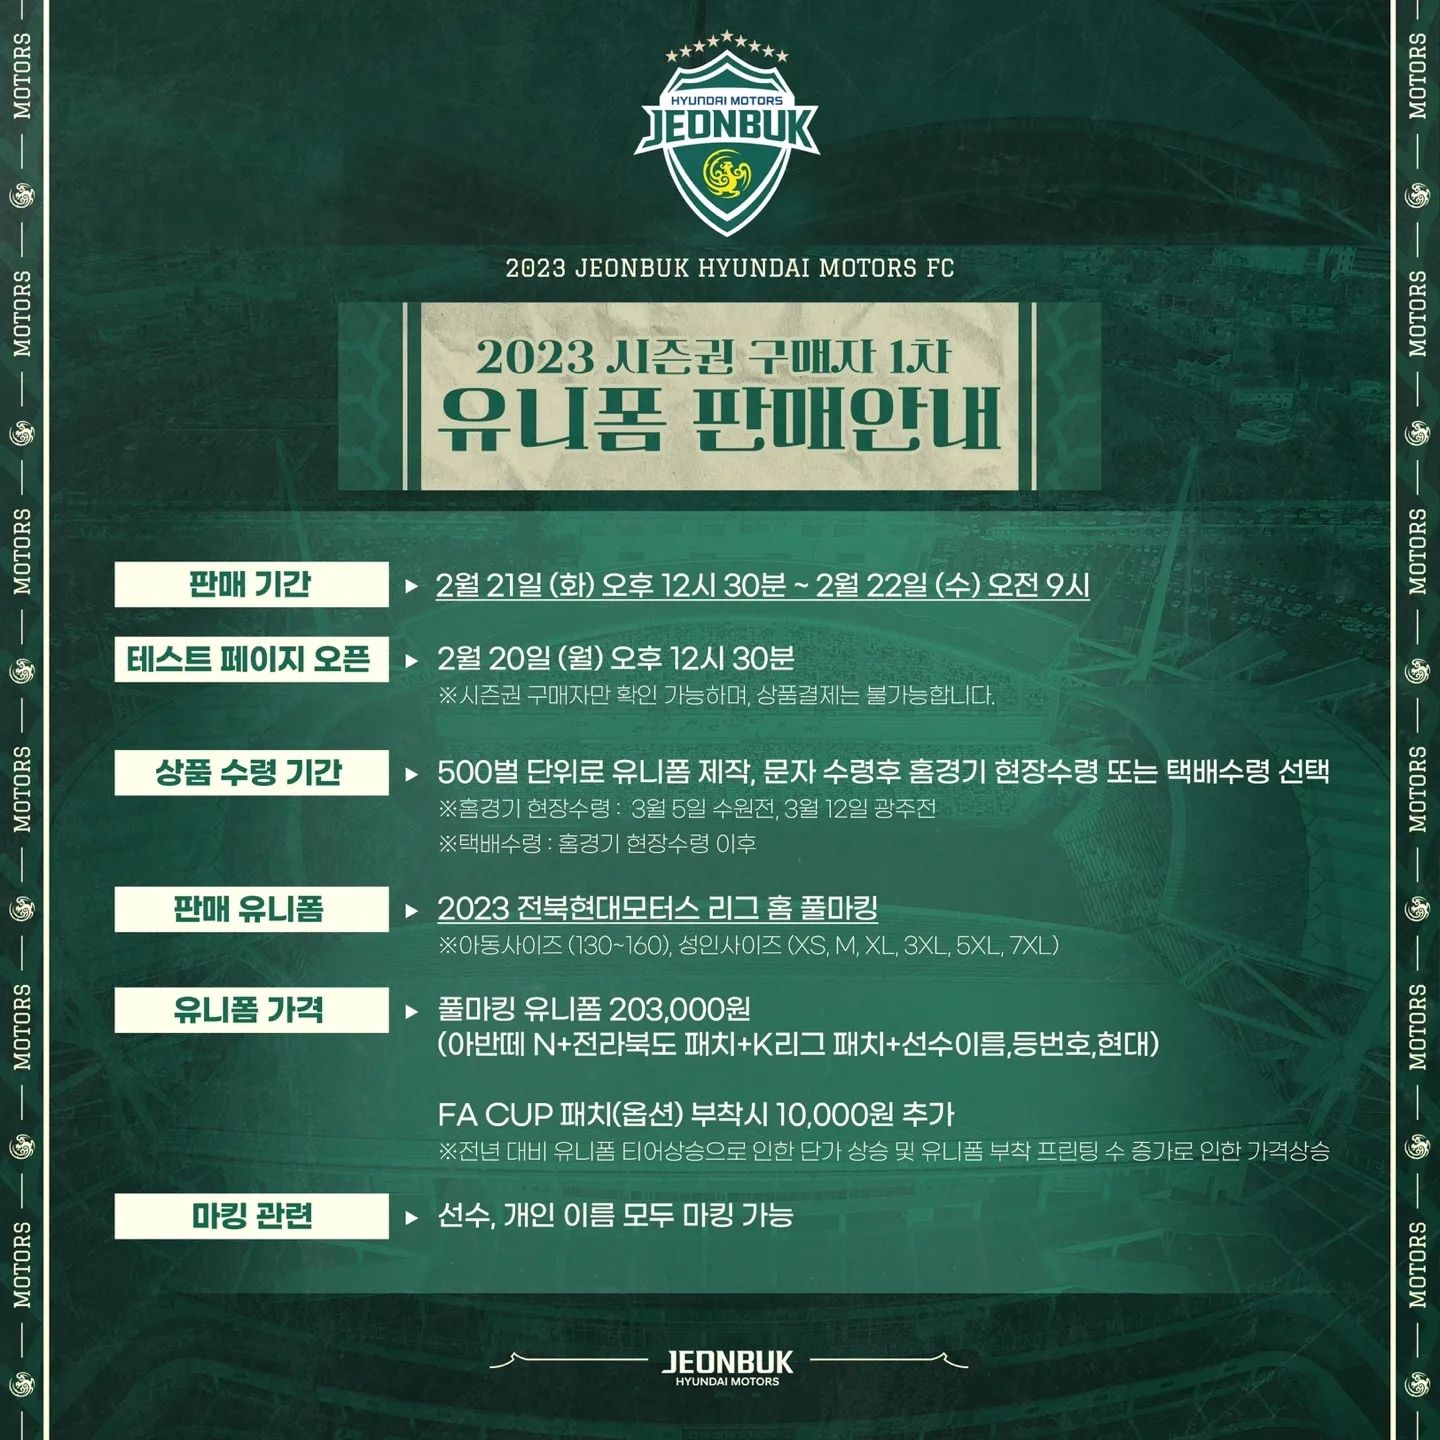 HYUNDAI MOTORS
JEONBUK
2023 JEONBUK HYUNDAI MOTORS FC
2023 시즌권 구매자 1차
유니폼 판매안내
판매 기간
▶ 2월 21일 (화) 오후 12시 30분 ~ 2월 22일 (수) 오전 9시
테스트 페이지 오픈
▶ 2월 20일 (월) 오후 12시 30분
※시즌권 구매자만 확인 가능하며, 상품결제는 불가능합니다.
상품 수령 기간
▶ 500벌 단위로 유니폼 제작, 문자 수령후 홈경기 현장수령 또는 택배수령 선택
※홈경기 현장수령 : 3월 5일 수원전, 3월 12일 광주전
※택배수령 : 홈경기 현장수령 이후
판매 유니폼
▶ 2023 전북현대모터스 리그 홈 풀마킹
※아동사이즈 (130~160), 성인사이즈 (XS, M, XL, 3XL, 5XL, 7XL)
유니폼 가격
▶ 풀마킹 유니폼 203,000원
(아반떼 N+전라북도 패치+K리그 패치+선수이름,등번호,현대)
FA CUP 패치(옵션) 부착시 10,000원 추가
※전년 대비 유니폼 티어상승으로 인한 단가 상승 및 유니폼 부착 프린팅 수 증가로 인한 가격상승
마킹 관련
▶ 선수, 개인 이름 모두 마킹 가능
JEONBUK
HYUNDAI MOTORS
MOTORS
MOTORS
MOTORS
MOTORS
MOTORS
MOTORS
MOTORS
MOTORS
MOTORS
MOTORS
MOTORS
MOTORS